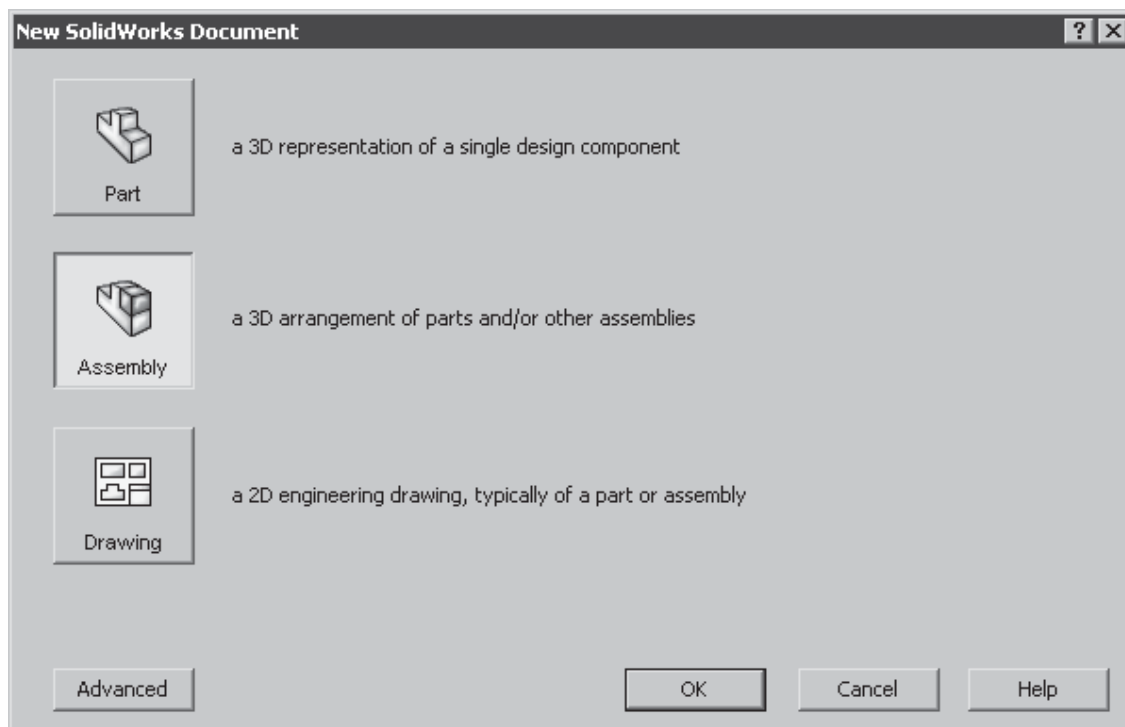 New SolidWorks Document
Part
a 3D representation of a single design component
Assembly
a 3D arrangement of parts and/or other assemblies
Drawing
a 2D engineering drawing, typically of a part or assembly
Advanced
OK
Cancel
Help